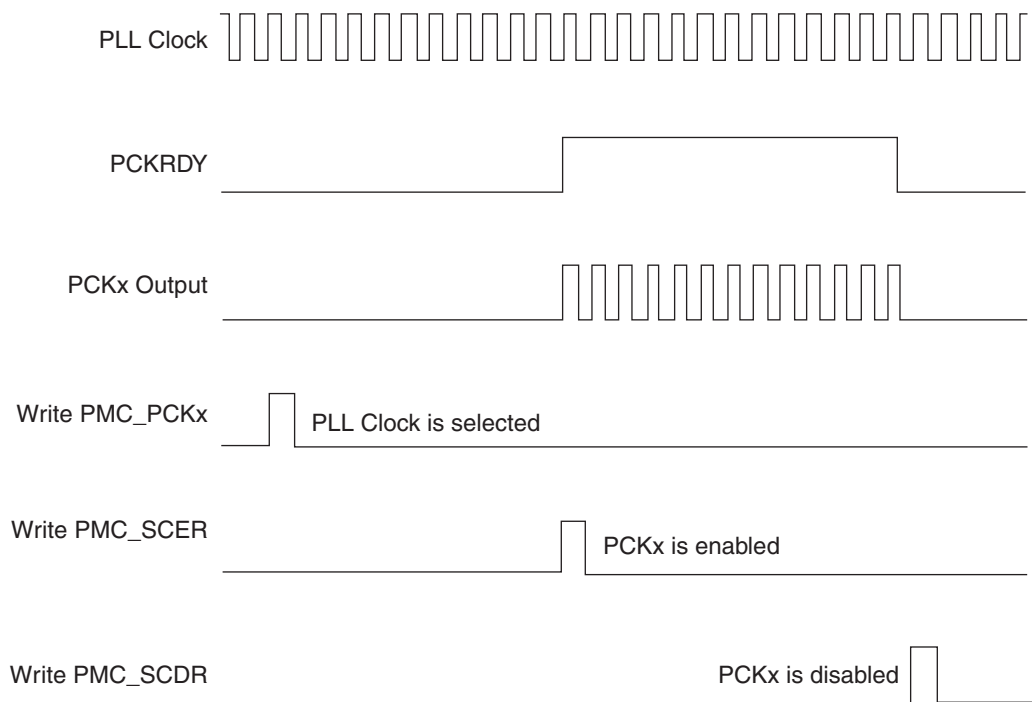 PLL Clock
PCKRDY
PCKx Output
Write PMC_PCKx
PLL Clock is selected
Write PMC_SCER
PCKx is enabled
Write PMC_SCDR
PCKx is disabled